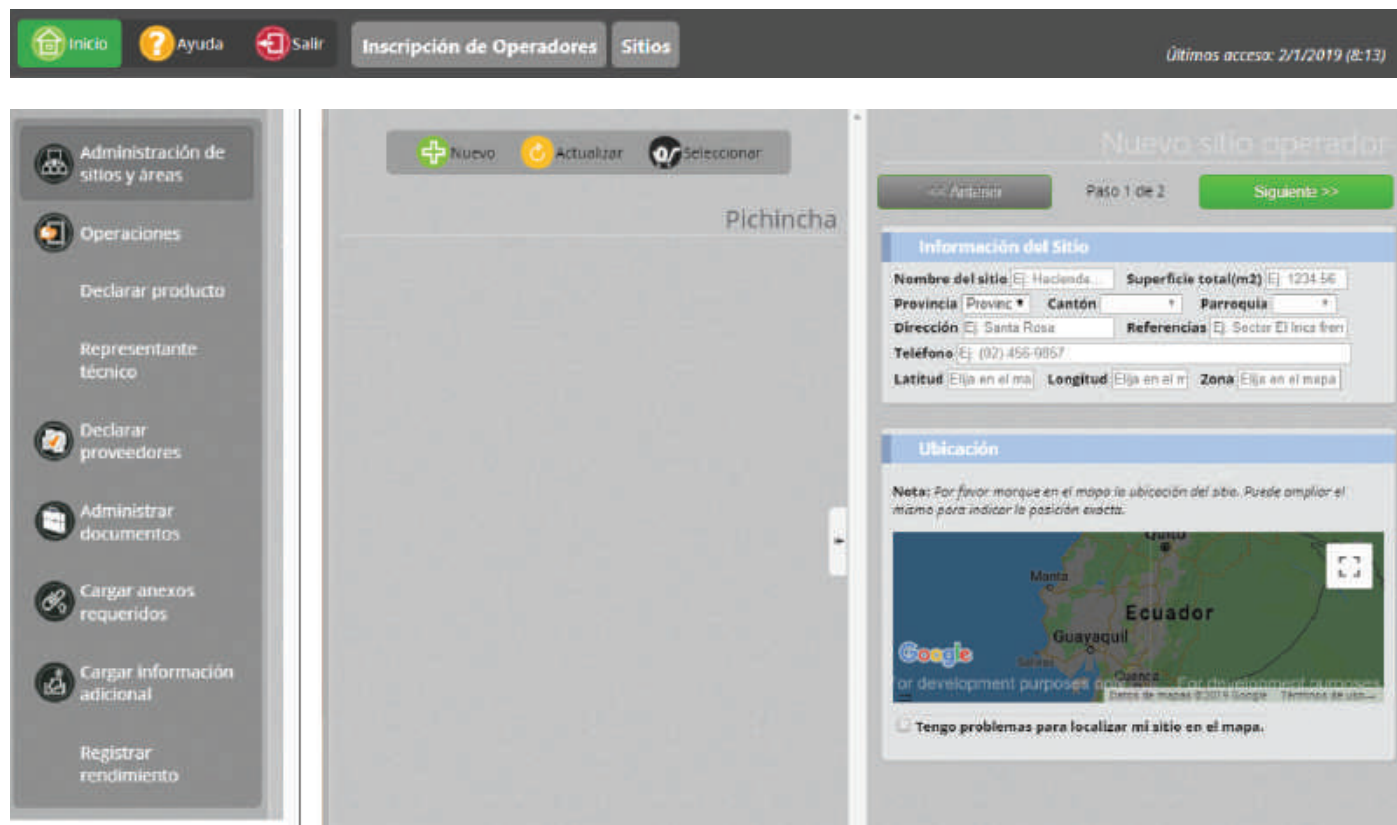 Inicio Ayuda Salir Inscripción de Operadores Sitios
Último acceso: 2/1/2019 (8:13)
Administración de
sitios y áreas
Operaciones
Declarar producto
Representante
técnico
Declarar
proveedores
Administrar
documentos
Cargar anexos
requeridos
Cargar información
adicional
Registrar
rendimiento
Nuevo Actualizar Seleccionar
Pichincha
Nuevo sitio operador
<< Anterior Paso 1 de 2 Siguiente >>
Información del Sitio
Nombre del sitio Ej. Hacienda... Superficie total(m2) Ej. 1234.56
Provincia Provinc Cantón Parroquia
Dirección Ej. Santa Rosa Referencias Ej. Sector El Inca fren
Teléfono Ej. (02) 456-9857
Latitud Elija en el ma Longitud Elija en el m Zona Elija en el mapa
Ubicación
Nota: Por favor marque en el mapa la ubicación del sitio. Puede ampliar el
mismo para indicar la posición exacta.
Quito
Manta
Ecuador
Guayaquil
Google
Salinas
Cuenca
or development purposes For development purposes
Datos de mapas ©2019 Google Términos de uso
Tengo problemas para localizar mi sitio en el mapa.